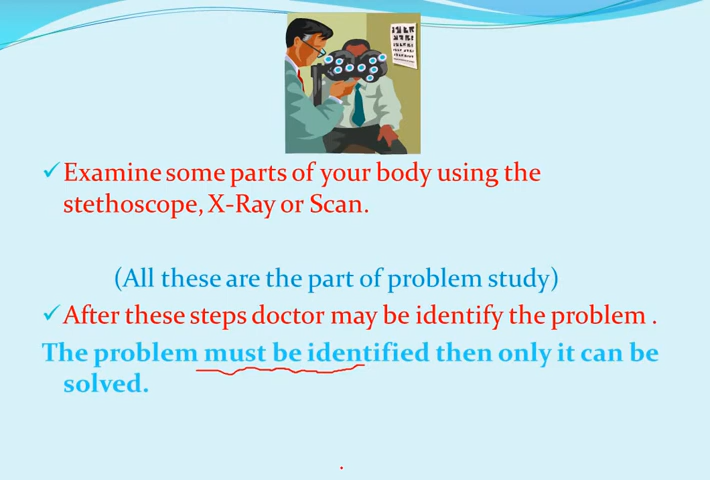 Examine some parts of your body using the
stethoscope, X-Ray or Scan.
(All these are the part of problem study)
After these steps doctor may be identify the problem .
The problem must be identified then only it can be
solved.